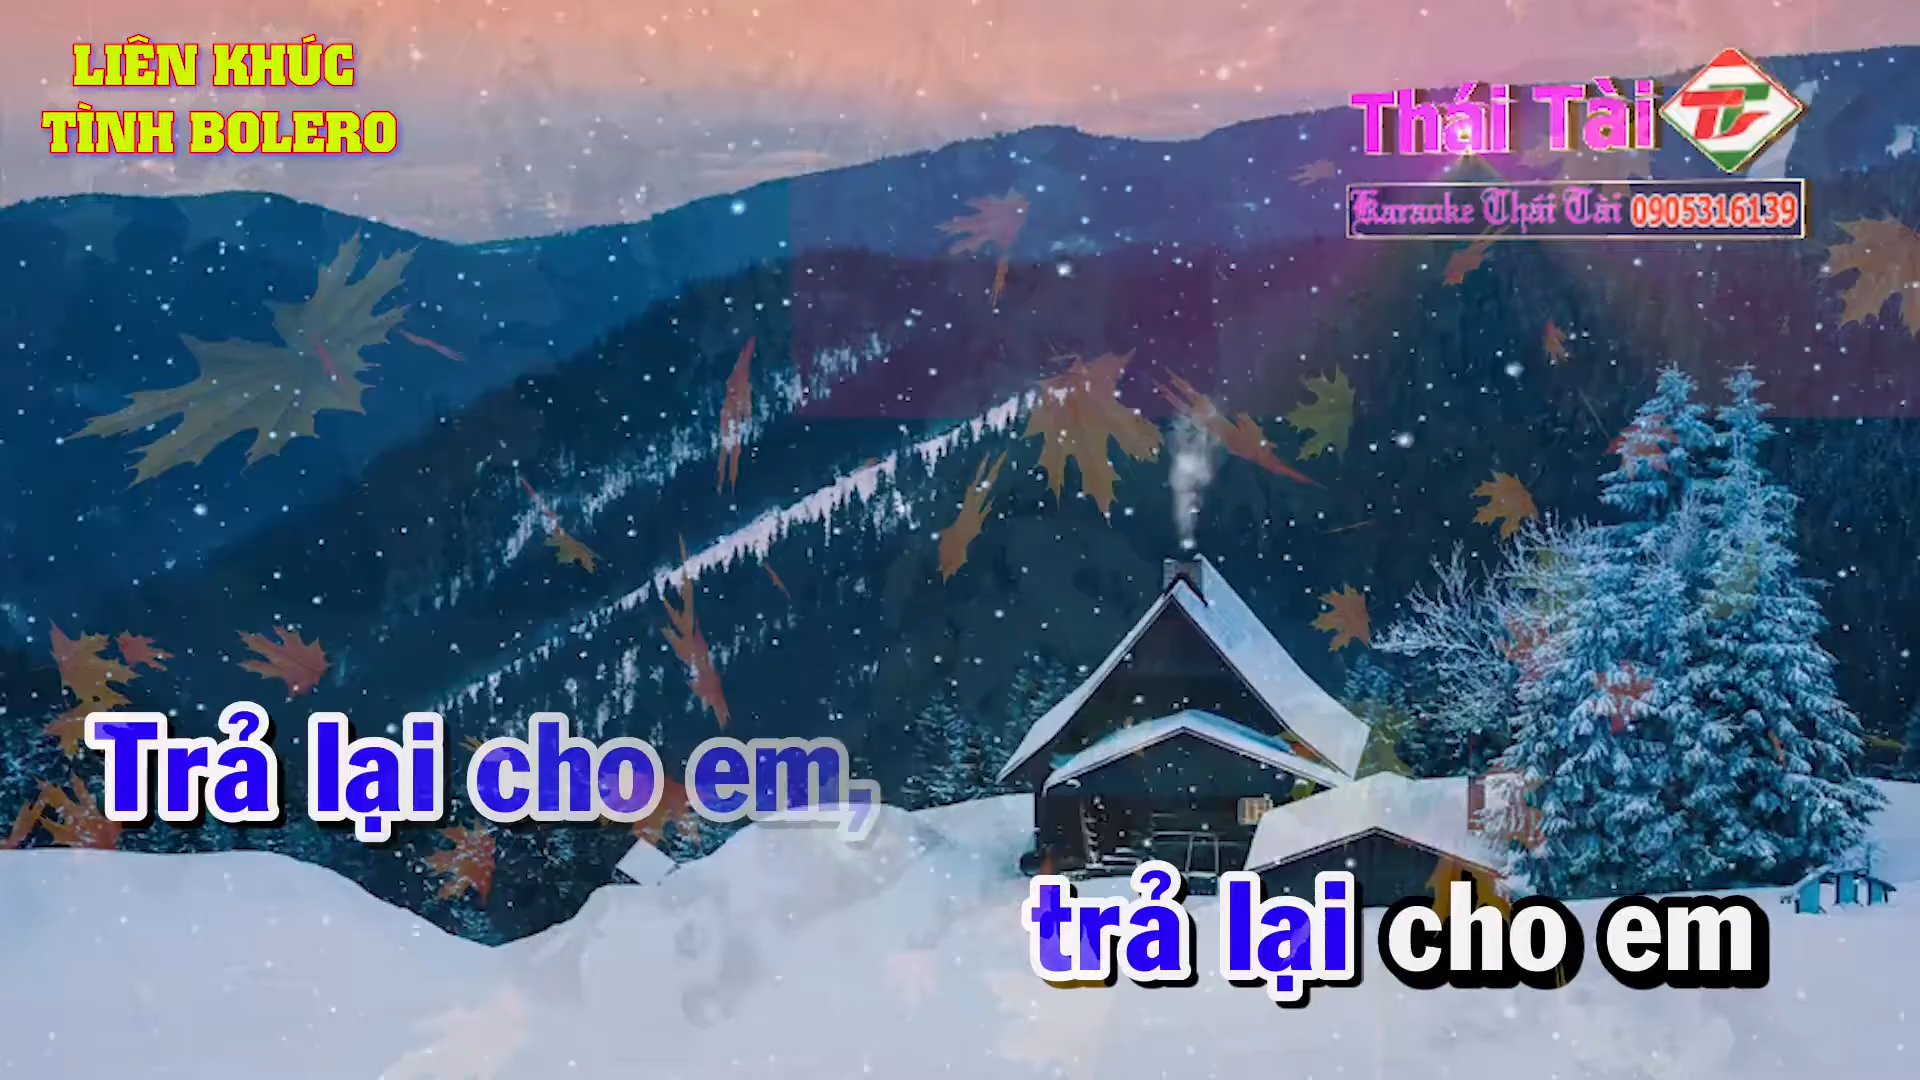 LIÊN KHÚC
TÌNH BOLERO
Thái Tài
Karaoke Thái Tài 0905316139
Trả lại cho em,
trả lại cho em